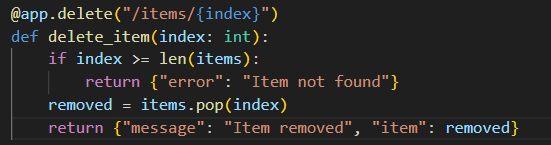 @app.delete("/items/{index}")
def delete_item(index: int):
    if index >= len(items):
        return {"error": "Item not found"}
    removed = items.pop(index)
    return {"message": "Item removed", "item": removed}